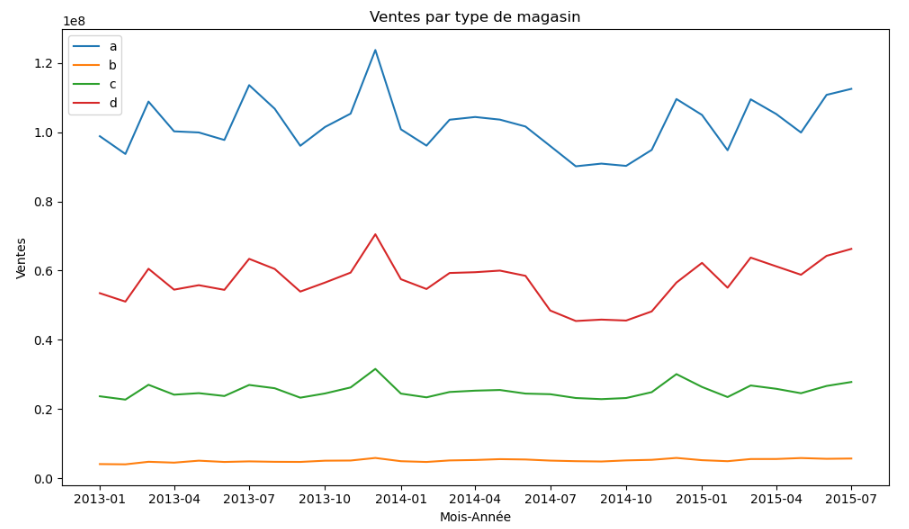 Ventes par type de magasin
1e8
a
b
c
d
1.2
1.0
0.8
0.6
0.4
0.2
0.0
Ventes
2013-01 2013-04 2013-07 2013-10 2014-01 2014-04 2014-07 2014-10 2015-01 2015-04 2015-07
Mois-Année